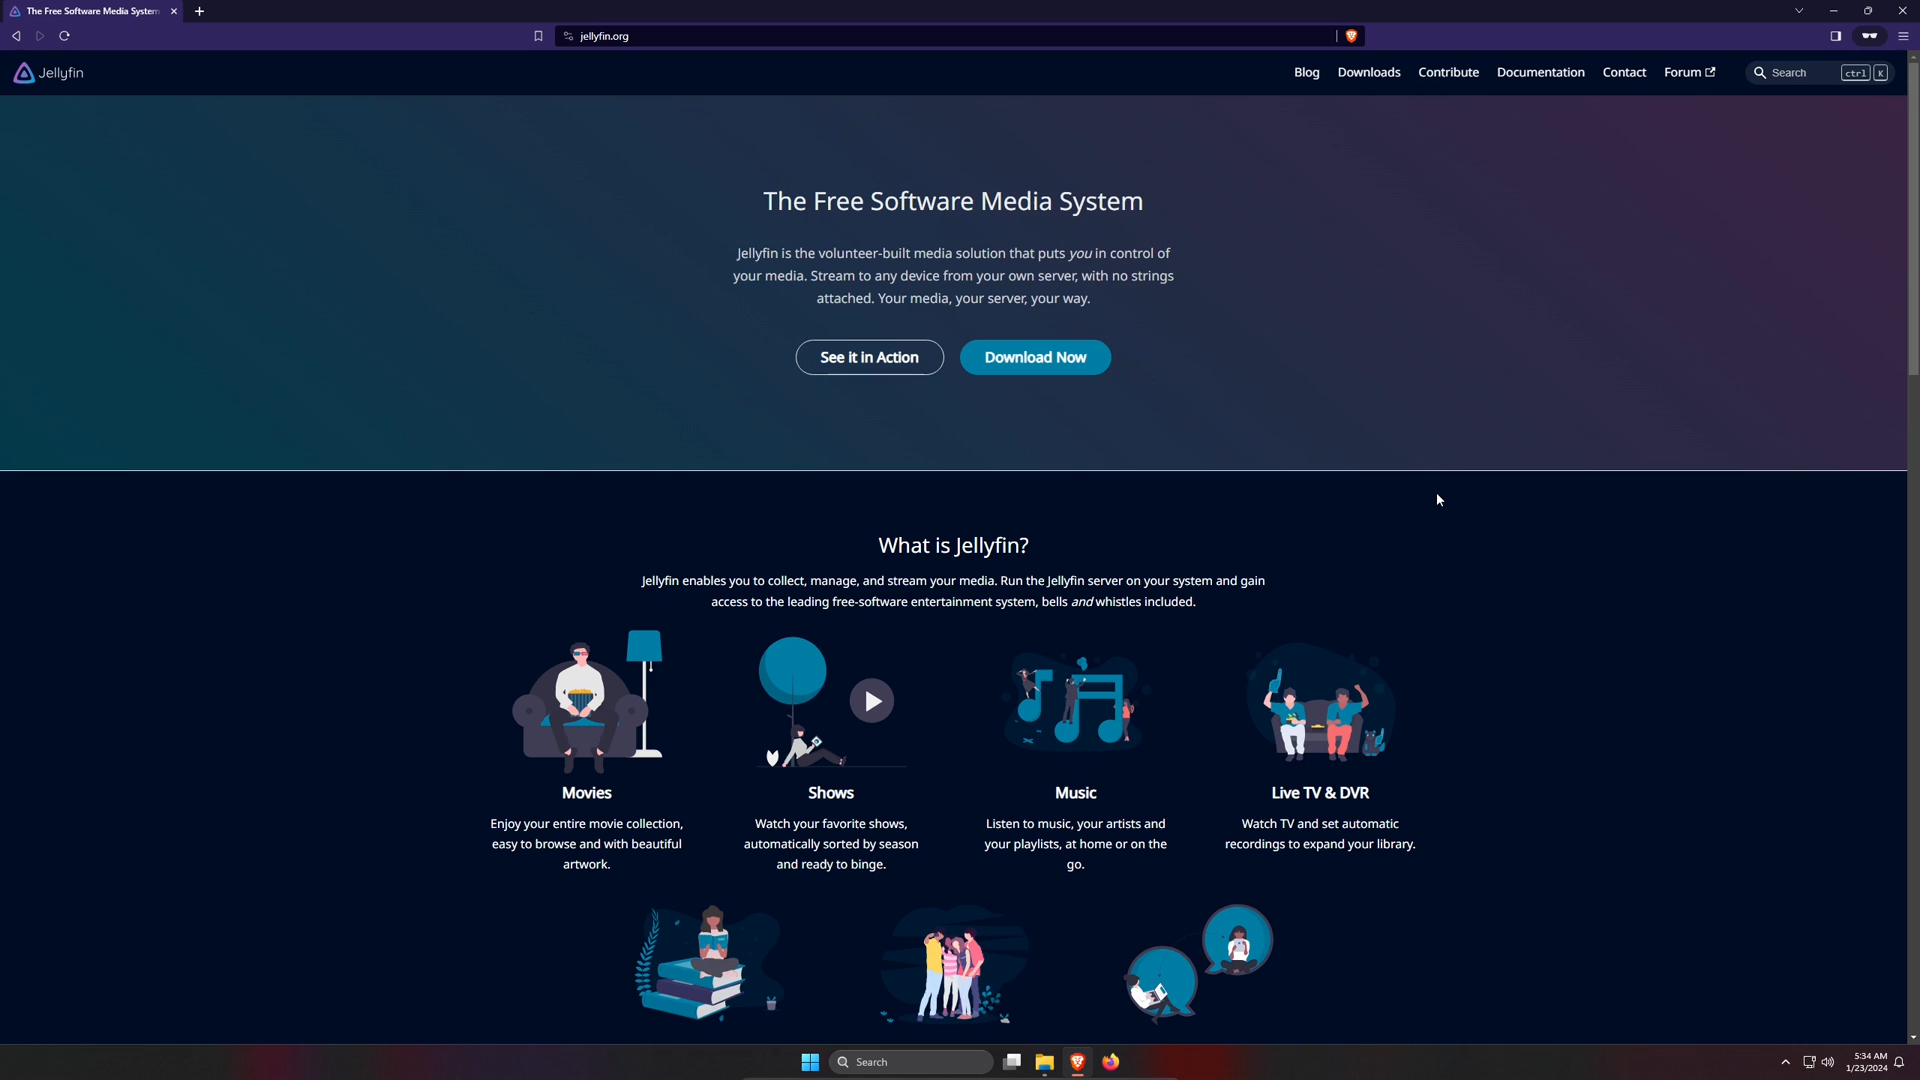 The Free Software Media System
jellyfin.org
Jellyfin
Blog
Downloads
Contribute
Documentation
Contact
Forum
Search
ctrl
K
The Free Software Media System
Jellyfin is the volunteer-built media solution that puts you in control of
your media. Stream to any device from your own server, with no strings
attached. Your media, your server, your way.
See it in Action
Download Now
What is Jellyfin?
Jellyfin enables you to collect, manage, and stream your media. Run the Jellyfin server on your system and gain
access to the leading free-software entertainment system, bells and whistles included.
Movies
Enjoy your entire movie collection,
easy to browse and with beautiful
artwork.
Shows
Watch your favorite shows,
automatically sorted by season
and ready to binge.
Music
Listen to music, your artists and
your playlists, at home or on the
go.
Live TV & DVR
Watch TV and set automatic
recordings to expand your library.
Search
5:34 AM
1/23/2024